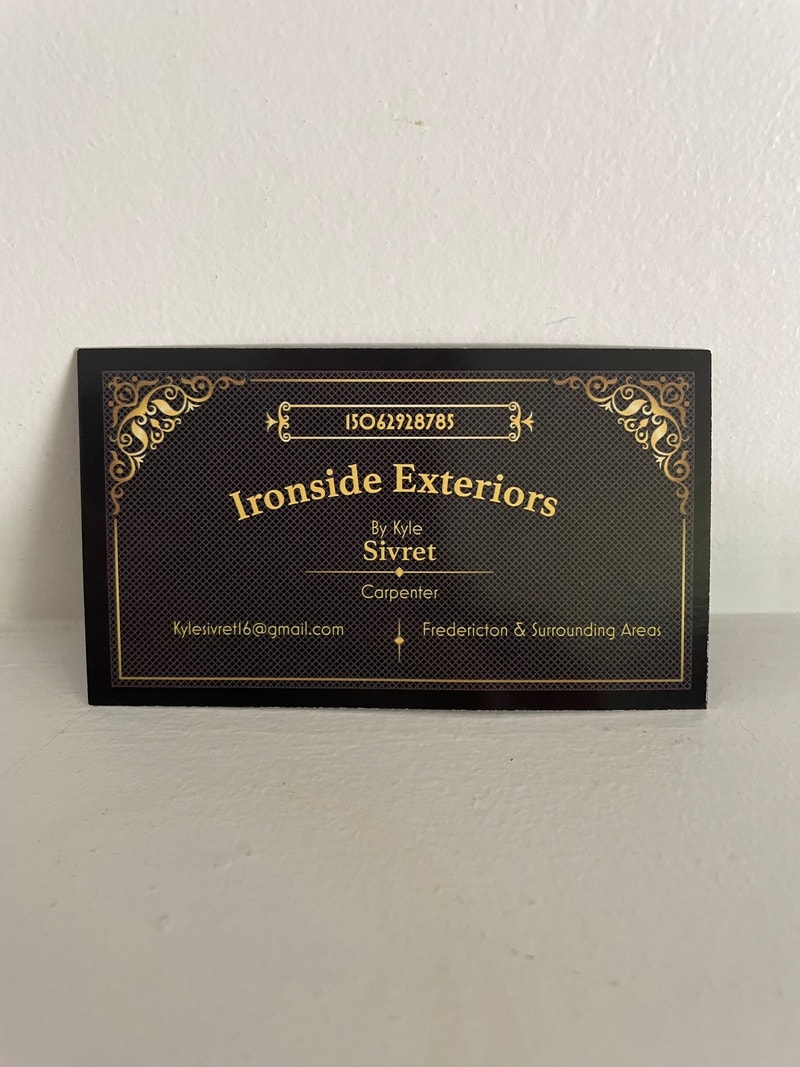 15062928785
Ironside Exteriors
By Kyle
Sivret
Carpenter
Kylesivret16@gmail.com
Fredericton & Surrounding Areas